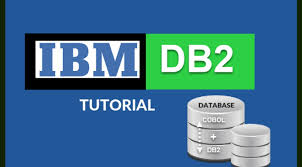 IBM DB2
TUTORIAL
DATABASE
COBOL
+
DB2